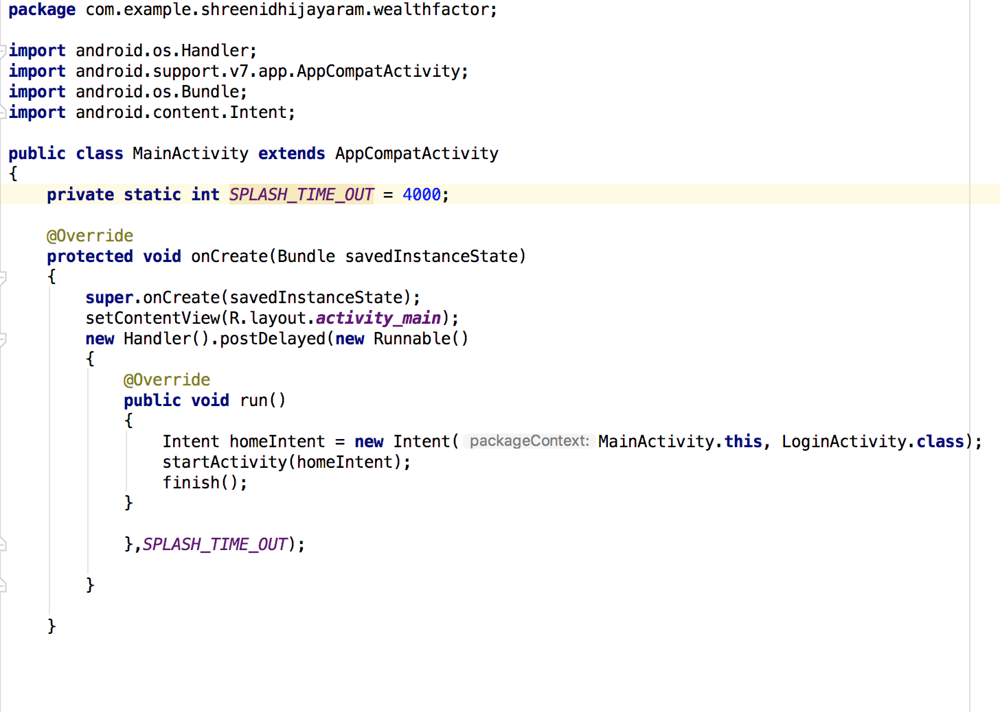 package com.example.shreenidhijayaram.wealthfactor;
import android.os.Handler;
import android.support.v7.app.AppCompatActivity;
import android.os.Bundle;
import android.content.Intent;
public class MainActivity extends AppCompatActivity
{
private static int SPLASH_TIME_OUT = 4000;
@Override
protected void onCreate(Bundle savedInstanceState)
{
super.onCreate(savedInstanceState);
setContentView(R.layout.activity_main);
new Handler().postDelayed(new Runnable()
{
@Override
public void run()
{
Intent homeIntent = new Intent( packageContext: MainActivity.this, LoginActivity.class);
startActivity(homeIntent);
finish();
}
},SPLASH_TIME_OUT);
}
}